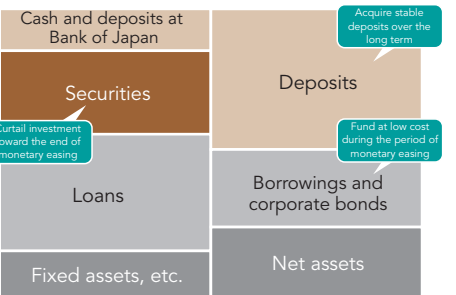 Cash and deposits at
Bank of Japan
Acquire stable
deposits over the
long term
Securities
Deposits
Curtail investment
toward the end of
monetary easing
Fund at low cost
during the period of
monetary easing
Loans
Borrowings and
corporate bonds
Fixed assets, etc.
Net assets